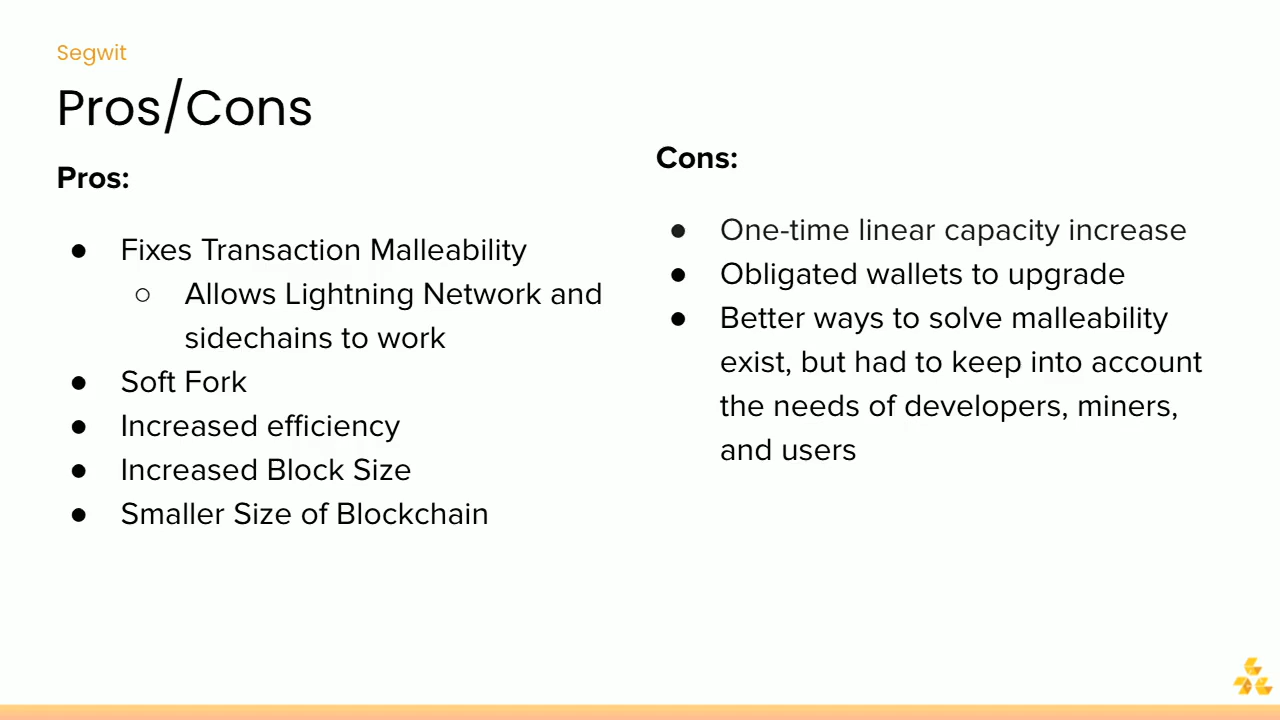 Segwit
Pros/Cons
Pros:
● Fixes Transaction Malleability
○ Allows Lightning Network and
sidechains to work
● Soft Fork
● Increased efficiency
● Increased Block Size
● Smaller Size of Blockchain
Cons:
● One-time linear capacity increase
● Obligated wallets to upgrade
● Better ways to solve malleability
exist, but had to keep into account
the needs of developers, miners,
and users